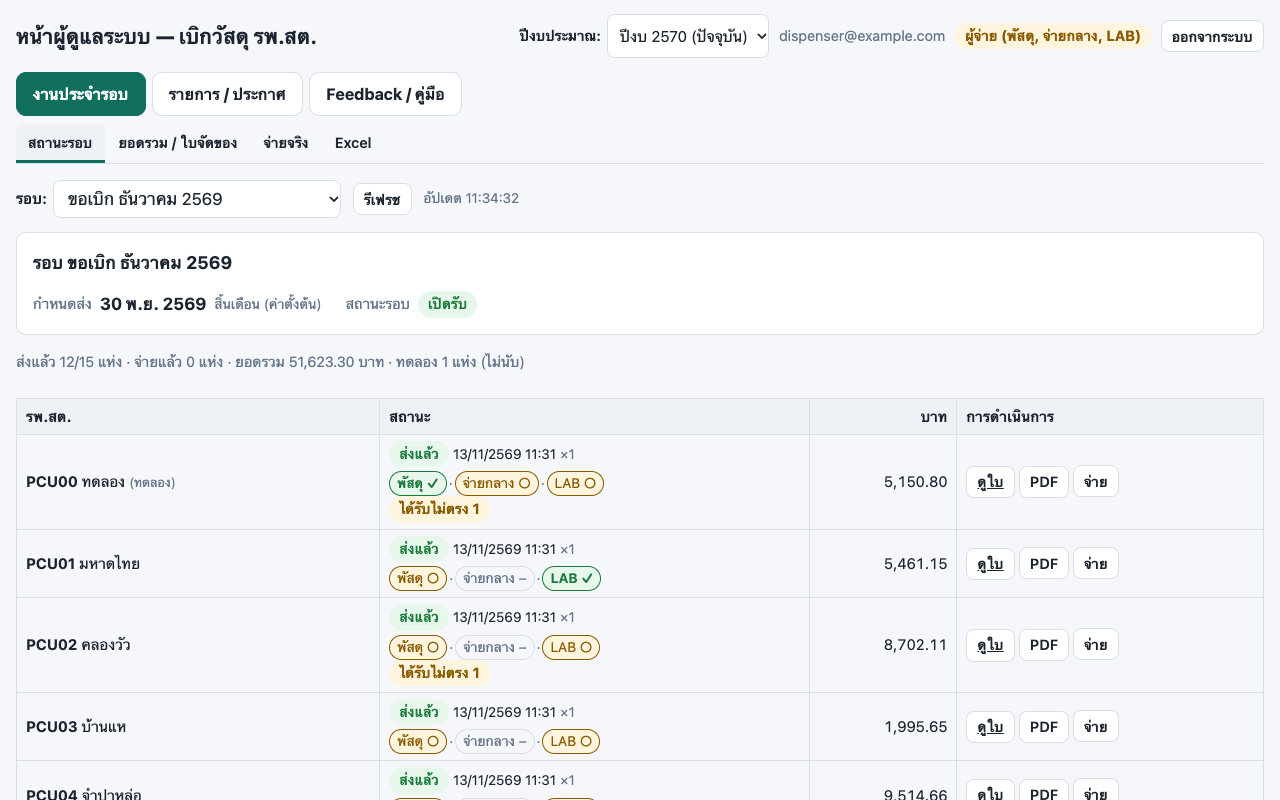 หน้าผู้ดูแลระบบ — เบิกวัสดุ รพ.สต.
ปีงบประมาณ: ปีงบ 2570 (ปัจจุบัน) dispenser@example.com ผู้จ่าย (พัสดุ, จ่ายกลาง, LAB) ออกจากระบบ
งานประจำรอบ รายการ / ประกาศ Feedback / คู่มือ
สถานะรอบ ยอดรวม / ใบจัดของ จ่ายจริง Excel
รอบ: ขอเบิก ธันวาคม 2569 รีเฟรช อัปเดต 11:34:32
รอบ ขอเบิก ธันวาคม 2569
กำหนดส่ง 30 พ.ย. 2569 สิ้นเดือน (ค่าตั้งต้น) สถานะรอบ เปิดรับ
ส่งแล้ว 12/15 แห่ง · จ่ายแล้ว 0 แห่ง · ยอดรวม 51,623.30 บาท · ทดลอง 1 แห่ง (ไม่นับ)
รพ.สต. สถานะ บาท การดำเนินการ
ส่งแล้ว 13/11/2569 11:31 ×1
PCU00 ทดลอง (ทดลอง) พัสดุ ✓ · จ่ายกลาง ○ · LAB ○ 5,150.80 ดูใบ PDF จ่าย
ได้รับไม่ตรง 1
ส่งแล้ว 13/11/2569 11:31 ×1
PCU01 มหาดไทย พัสดุ ○ · จ่ายกลาง – · LAB ✓ 5,461.15 ดูใบ PDF จ่าย
ส่งแล้ว 13/11/2569 11:31 ×1
PCU02 คลองวัว พัสดุ ○ · จ่ายกลาง – · LAB ○ 8,702.11 ดูใบ PDF จ่าย
ได้รับไม่ตรง 1
ส่งแล้ว 13/11/2569 11:31 ×1
PCU03 บ้านแห พัสดุ ○ · จ่ายกลาง – · LAB ○ 1,995.65 ดูใบ PDF จ่าย
ส่งแล้ว 13/11/2569 11:31 ×1
PCU04 จำปาหล่อ 9,514.66 ดูใบ PDF จ่าย